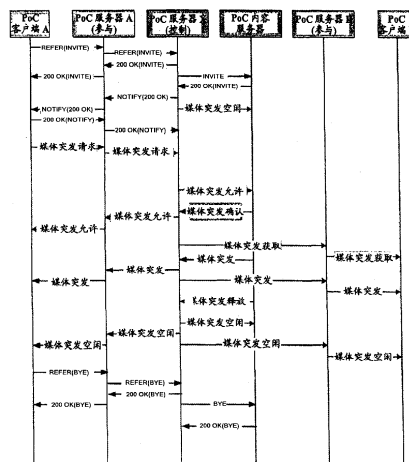 PoC
客户端 A
PoC 服务器 A
(参与)
PoC 服务器 X
(控制)
PoC 内容
服务器
PoC 服务器 B
(参与)
PoC
客户端
REFER(INVITE)
REFER(INVITE)
200 OK(INVITE)
200 OK(INVITE)
INVITE
200 OK(INVITE)
NOTIFY(200 OK)
NOTIFY(200 OK)
媒体突发空闲
200 OK(NOTIFY)
200 OK(NOTIFY)
媒体突发请求
媒体突发请求
媒体突发允许
媒体突发确认
媒体突发允许
媒体突发允许
媒体突发获取
媒体突发获取
媒体突发
媒体突发
媒体突发
媒体突发
媒体突发
媒体突发释放
媒体突发空闲
媒体突发空闲
媒体突发空闲
媒体突发空闲
媒体突发空闲
REFER(BYE)
REFER(BYE)
200 OK(BYE)
200 OK(BYE)
BYE
200 OK(BYE)